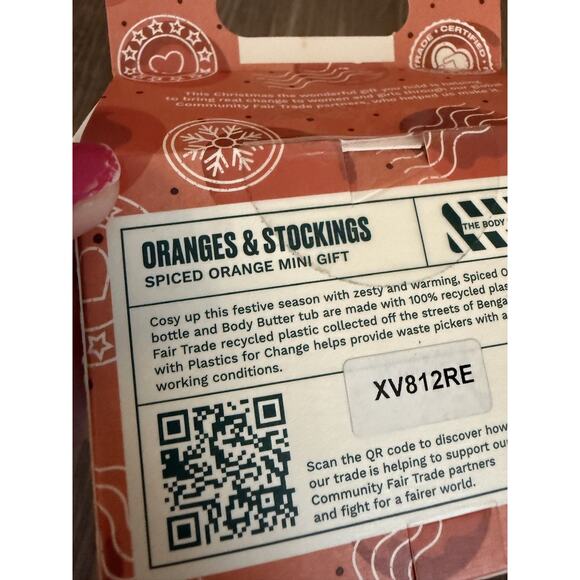 TRADE • CERTIFIED
This Christmas the wonderful gift you hold is helping
to bring real change to women and girls through our global
Community Fair Trade partners, who helped us make it.
ORANGES & STOCKINGS
SPICED ORANGE MINI GIFT
THE BODY
Cosy up this festive season with zesty and warming, Spiced O
bottle and Body Butter tub are made with 100% recycled plas
Fair Trade recycled plastic collected off the streets of Benga
with Plastics for Change helps provide waste pickers with a
working conditions.
XV812RE
Scan the QR code to discover how
our trade is helping to support our
Community Fair Trade partners
and fight for a fairer world.